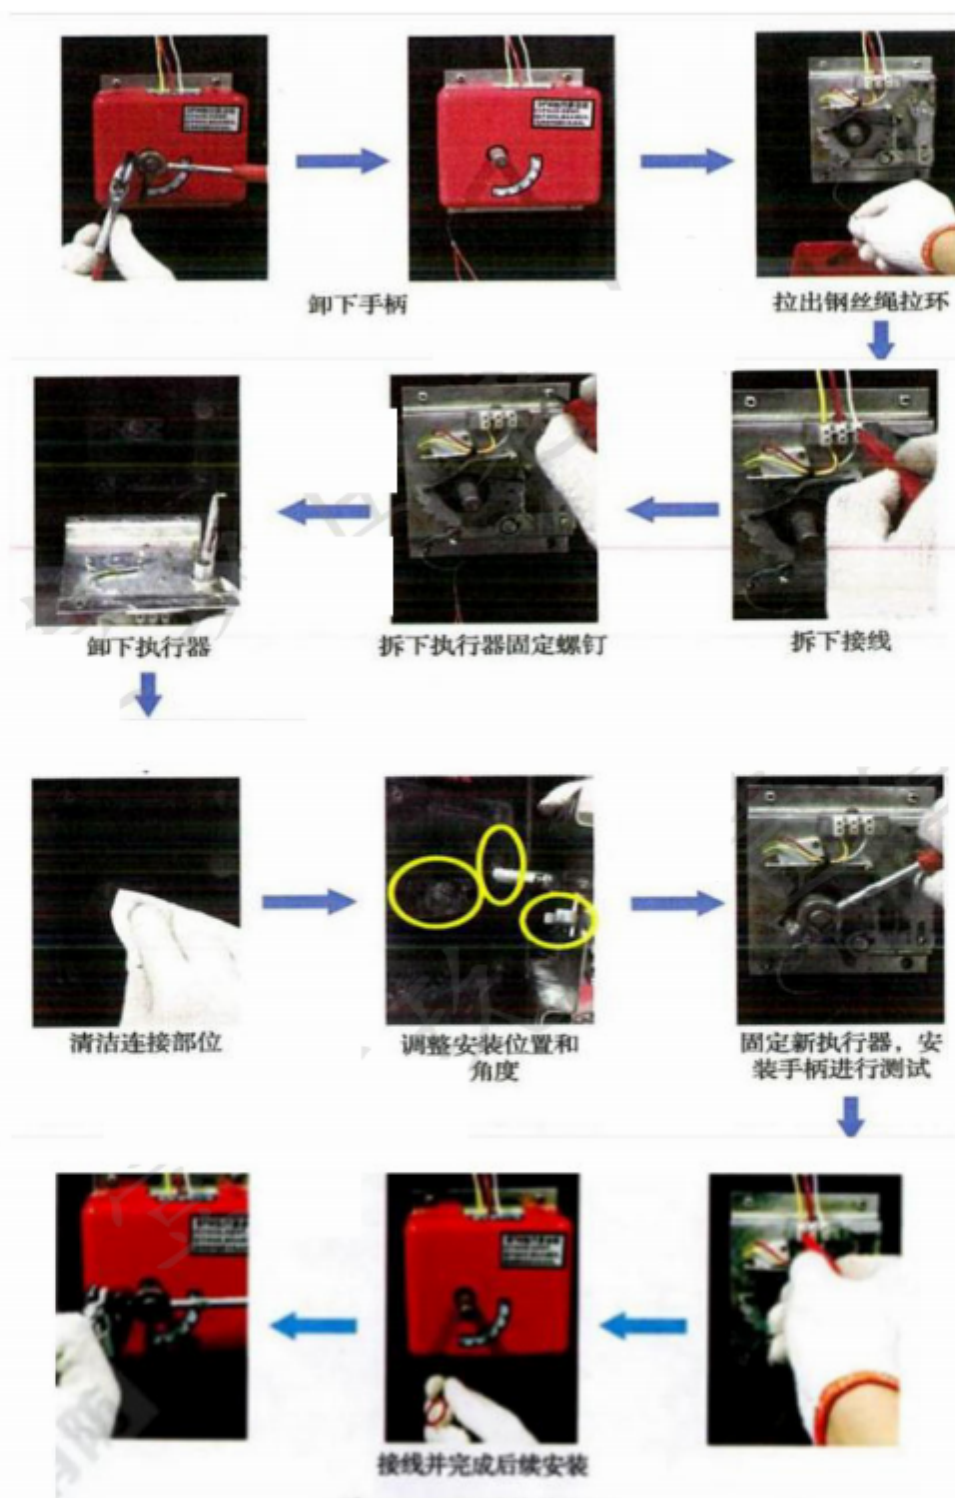 卸下手柄
拉出钢丝绳拉环
拆下接线
拆下执行器固定螺钉
卸下执行器
清洁连接部位
调整安装位置和
角度
固定新执行器，安
装手柄进行测试
接线并完成后续安装